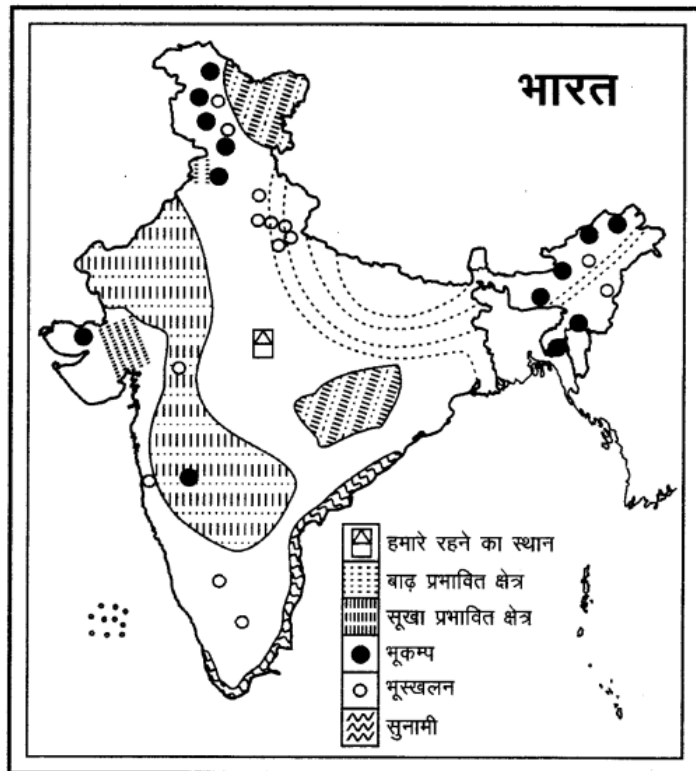 भारत
हमारे रहने का स्थान
बाढ़ प्रभावित क्षेत्र
सूखा प्रभावित क्षेत्र
भूकम्प
भूस्खलन
सुनामी